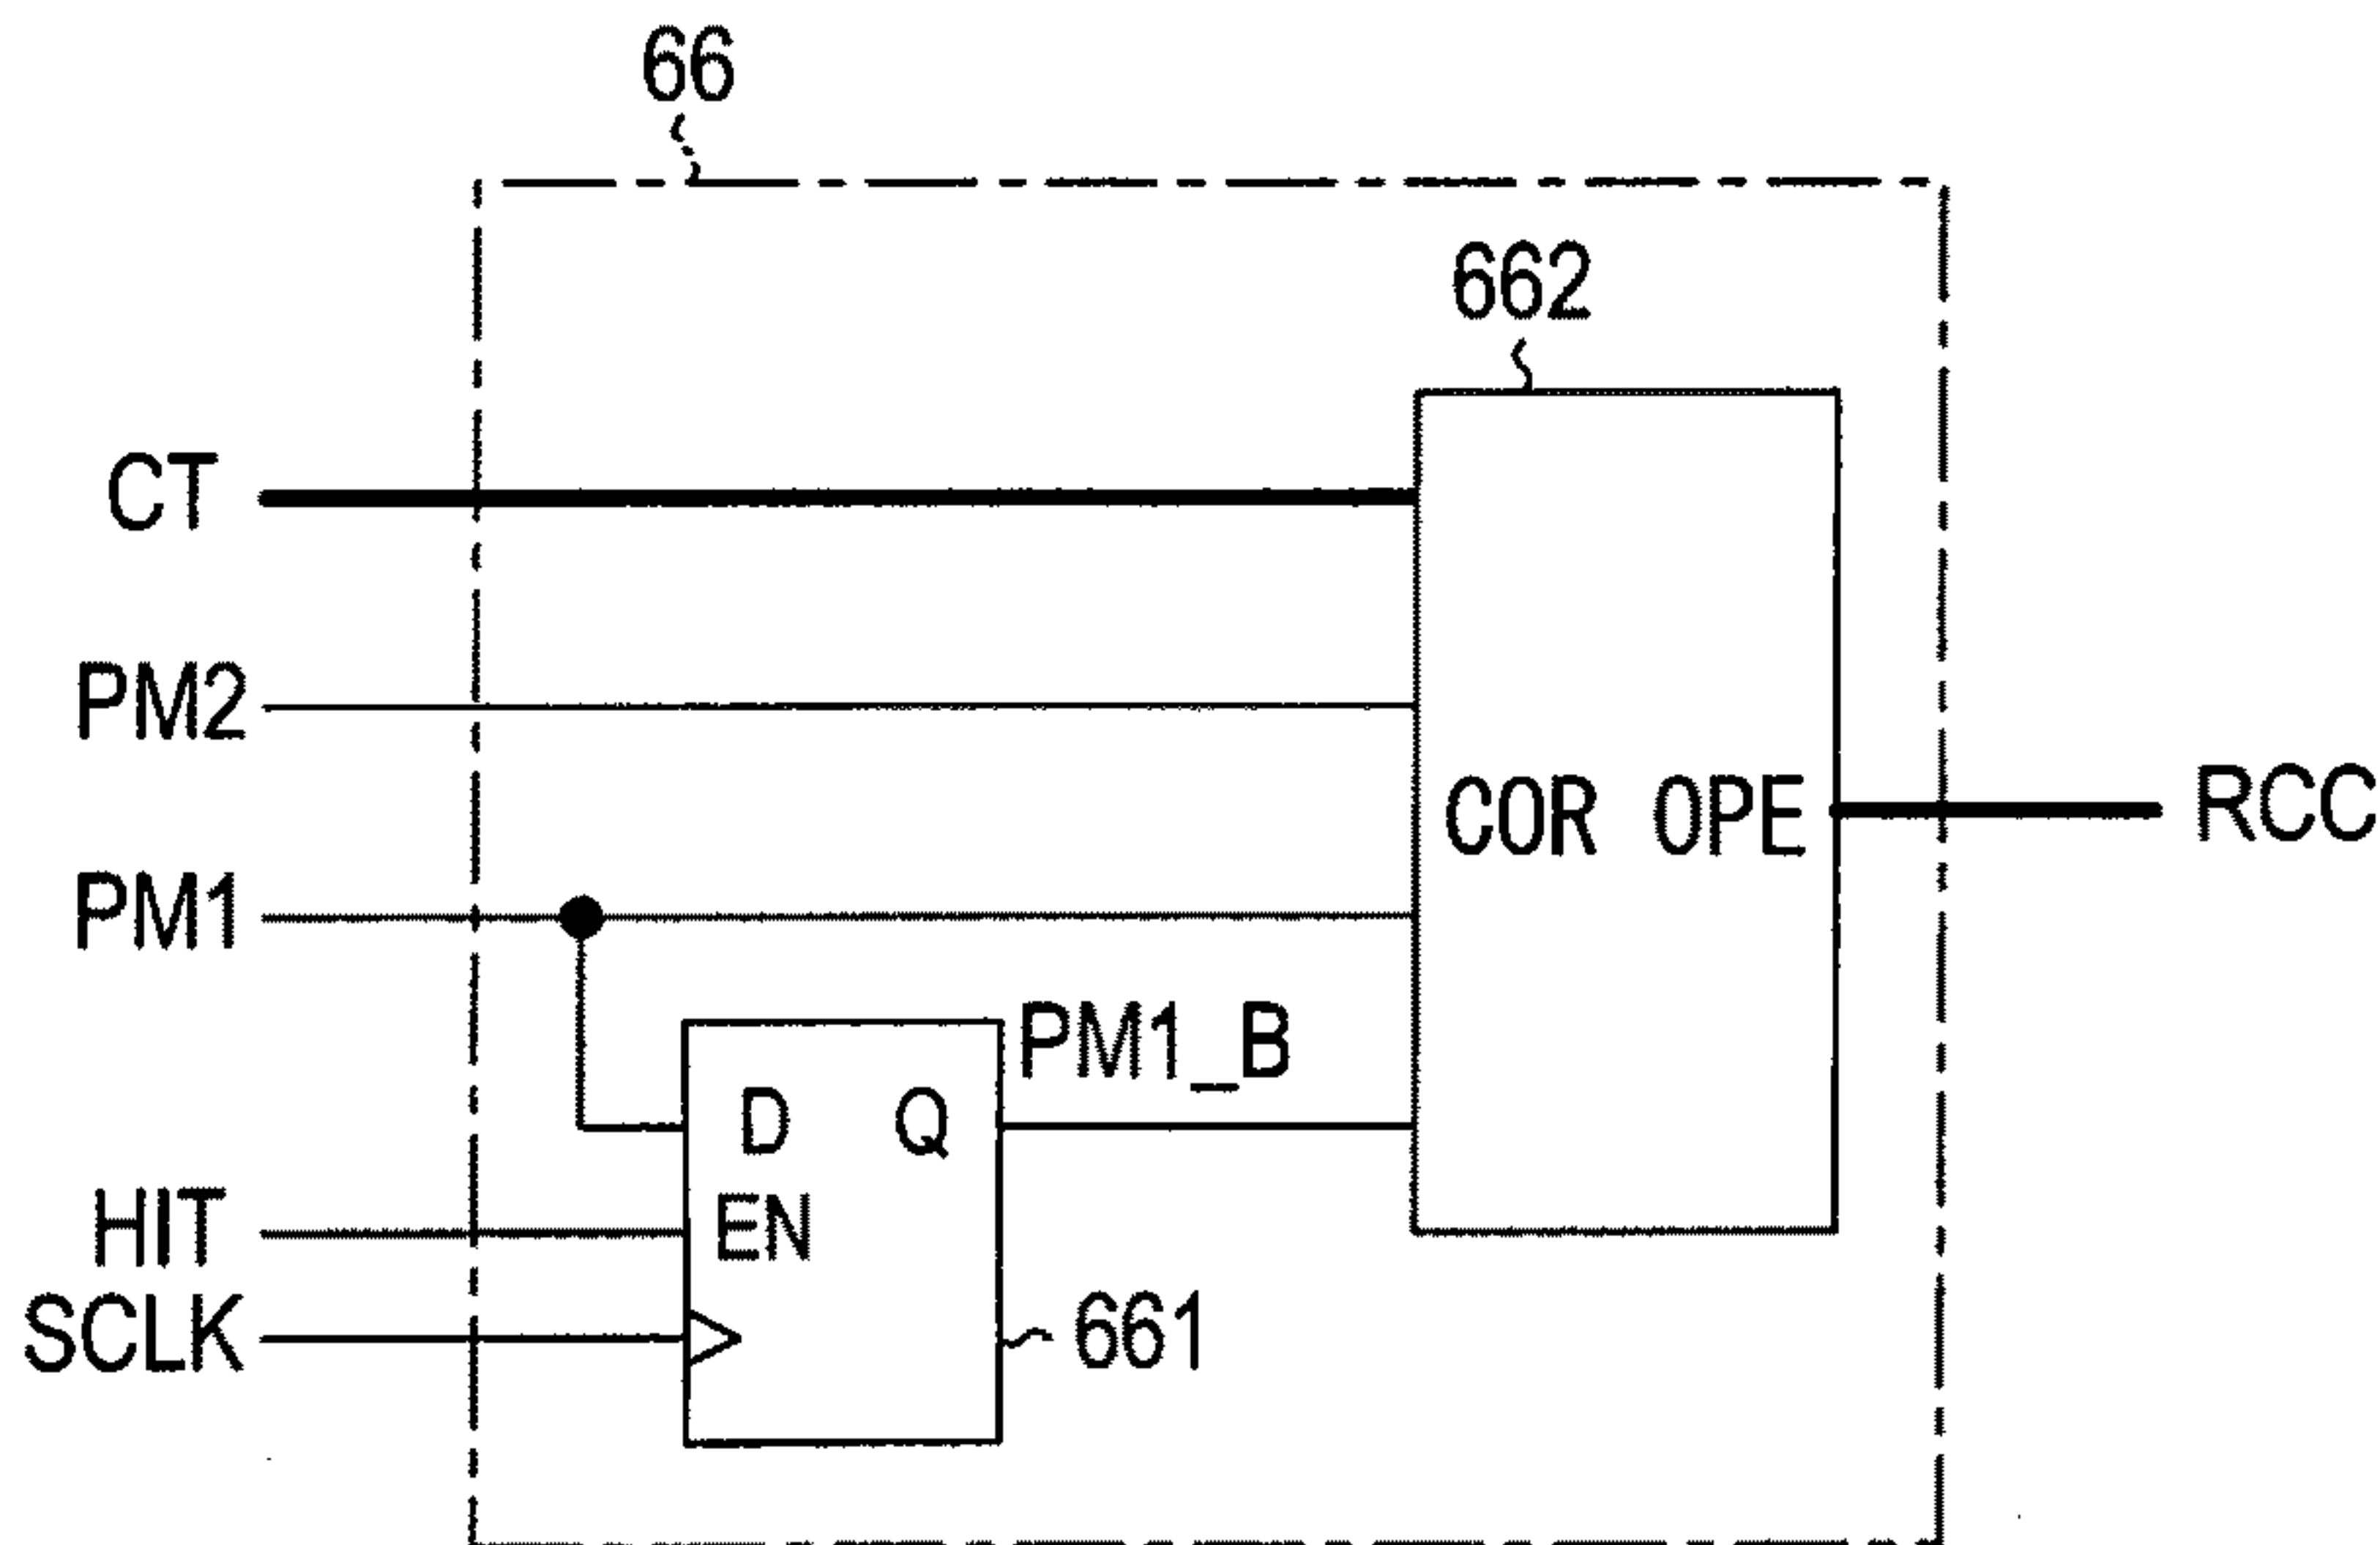 66
662
CT
PM2
COR OPE
RCC
PM1
PM1_B
D Q
HIT
EN
SCLK
661